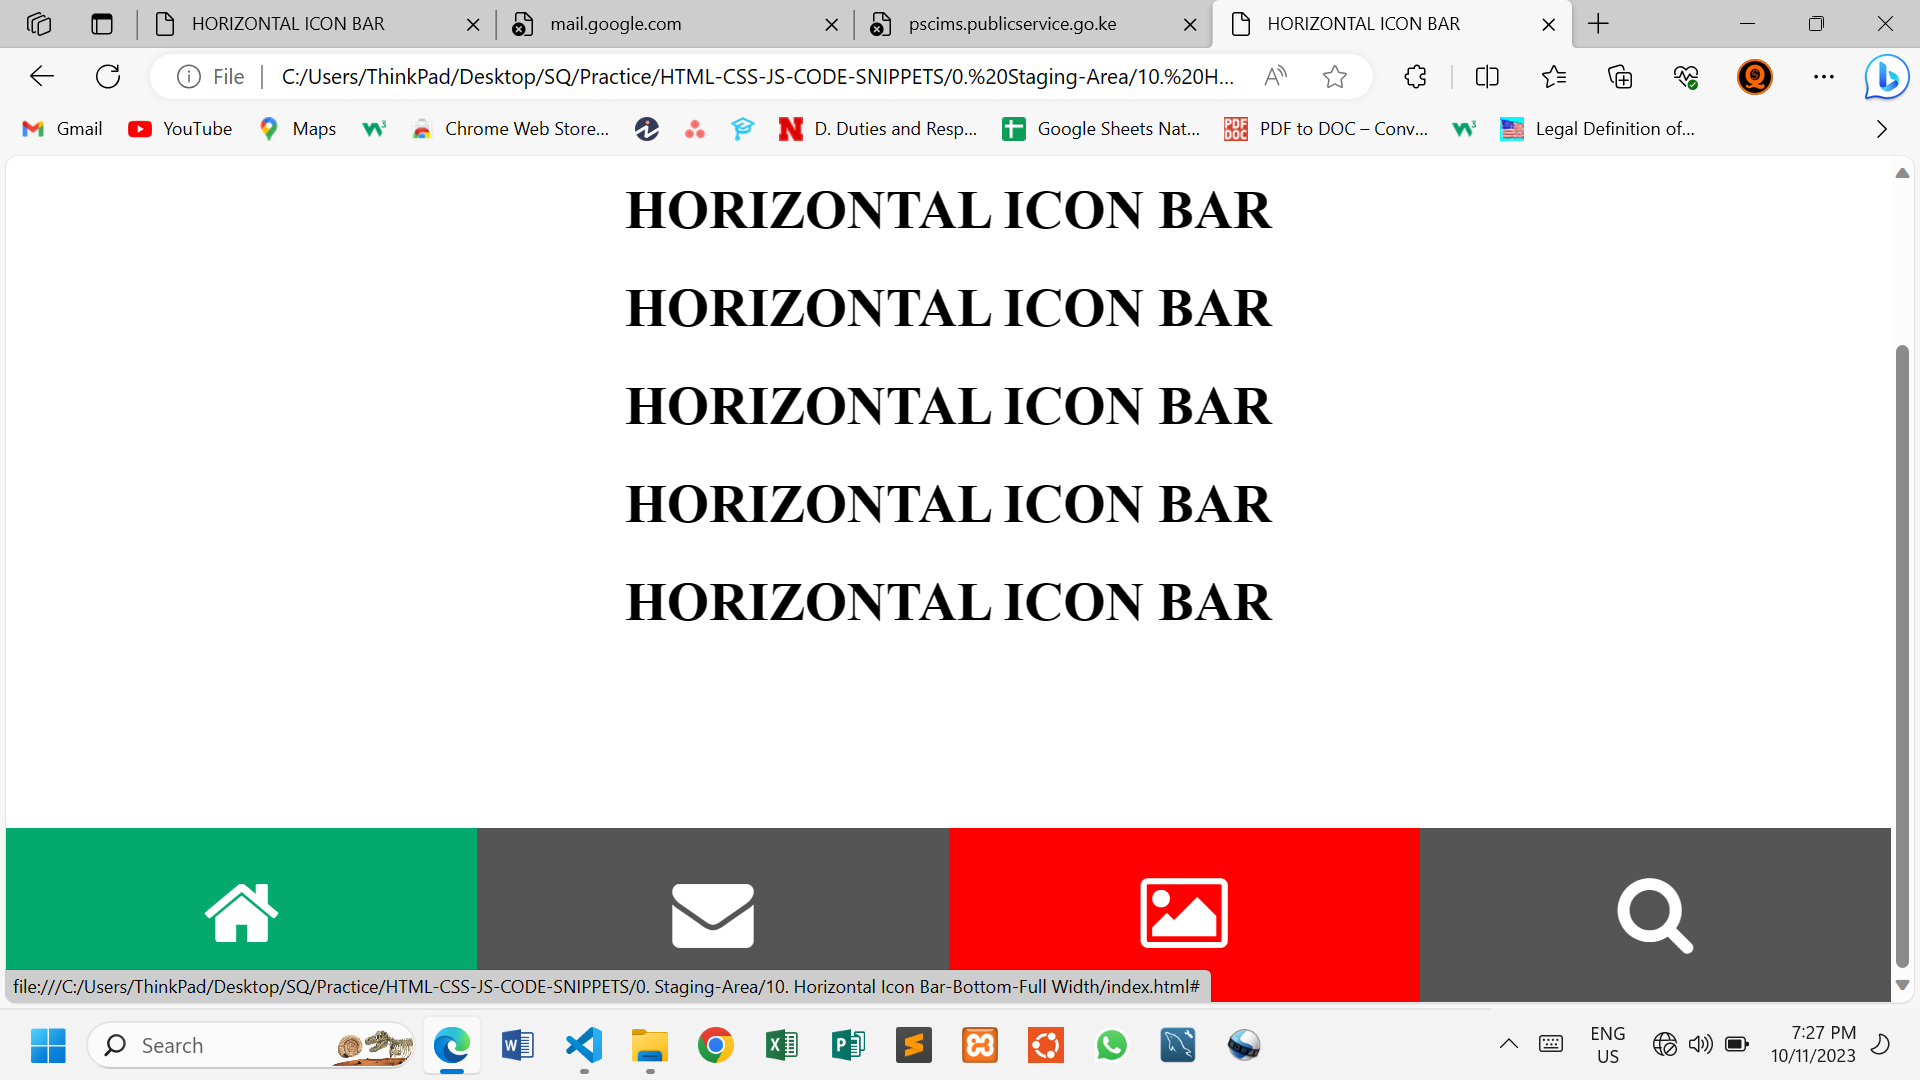 HORIZONTAL ICON BAR
mail.google.com
pscims.publicservice.go.ke
HORIZONTAL ICON BAR
File
C:/Users/ThinkPad/Desktop/SQ/Practice/HTML-CSS-JS-CODE-SNIPPETS/0.%20Staging-Area/10.%20H...
Gmail
YouTube
Maps
Chrome Web Store...
D. Duties and Resp...
Google Sheets Nat...
PDF DOC
PDF to DOC – Conv...
Legal Definition of...
HORIZONTAL ICON BAR
HORIZONTAL ICON BAR
HORIZONTAL ICON BAR
HORIZONTAL ICON BAR
HORIZONTAL ICON BAR
file:///C:/Users/ThinkPad/Desktop/SQ/Practice/HTML-CSS-JS-CODE-SNIPPETS/0. Staging-Area/10. Horizontal Icon Bar-Bottom-Full Width/index.html#
Search
ENG
US
7:27 PM
10/11/2023